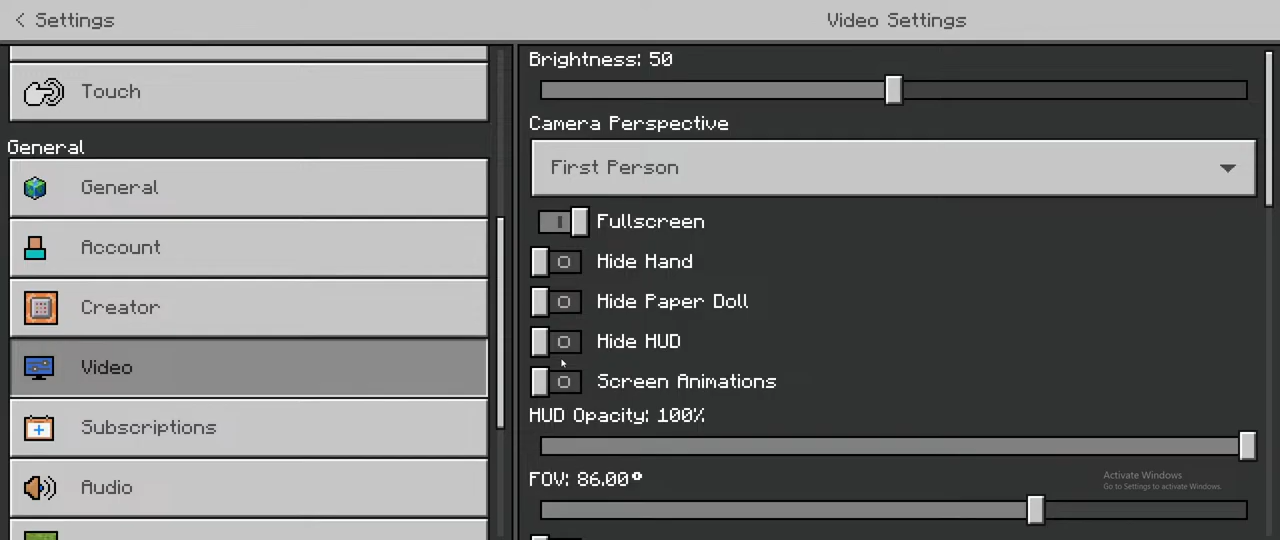 Settings
Video Settings
Touch
General
General
Account
Creator
Video
Subscriptions
Audio
Brightness: 50
Camera Perspective
First Person
Fullscreen
Hide Hand
Hide Paper Doll
Hide HUD
Screen Animations
HUD Opacity: 100%
FOV: 86.00°
Activate Windows
Go to Settings to activate Windows.